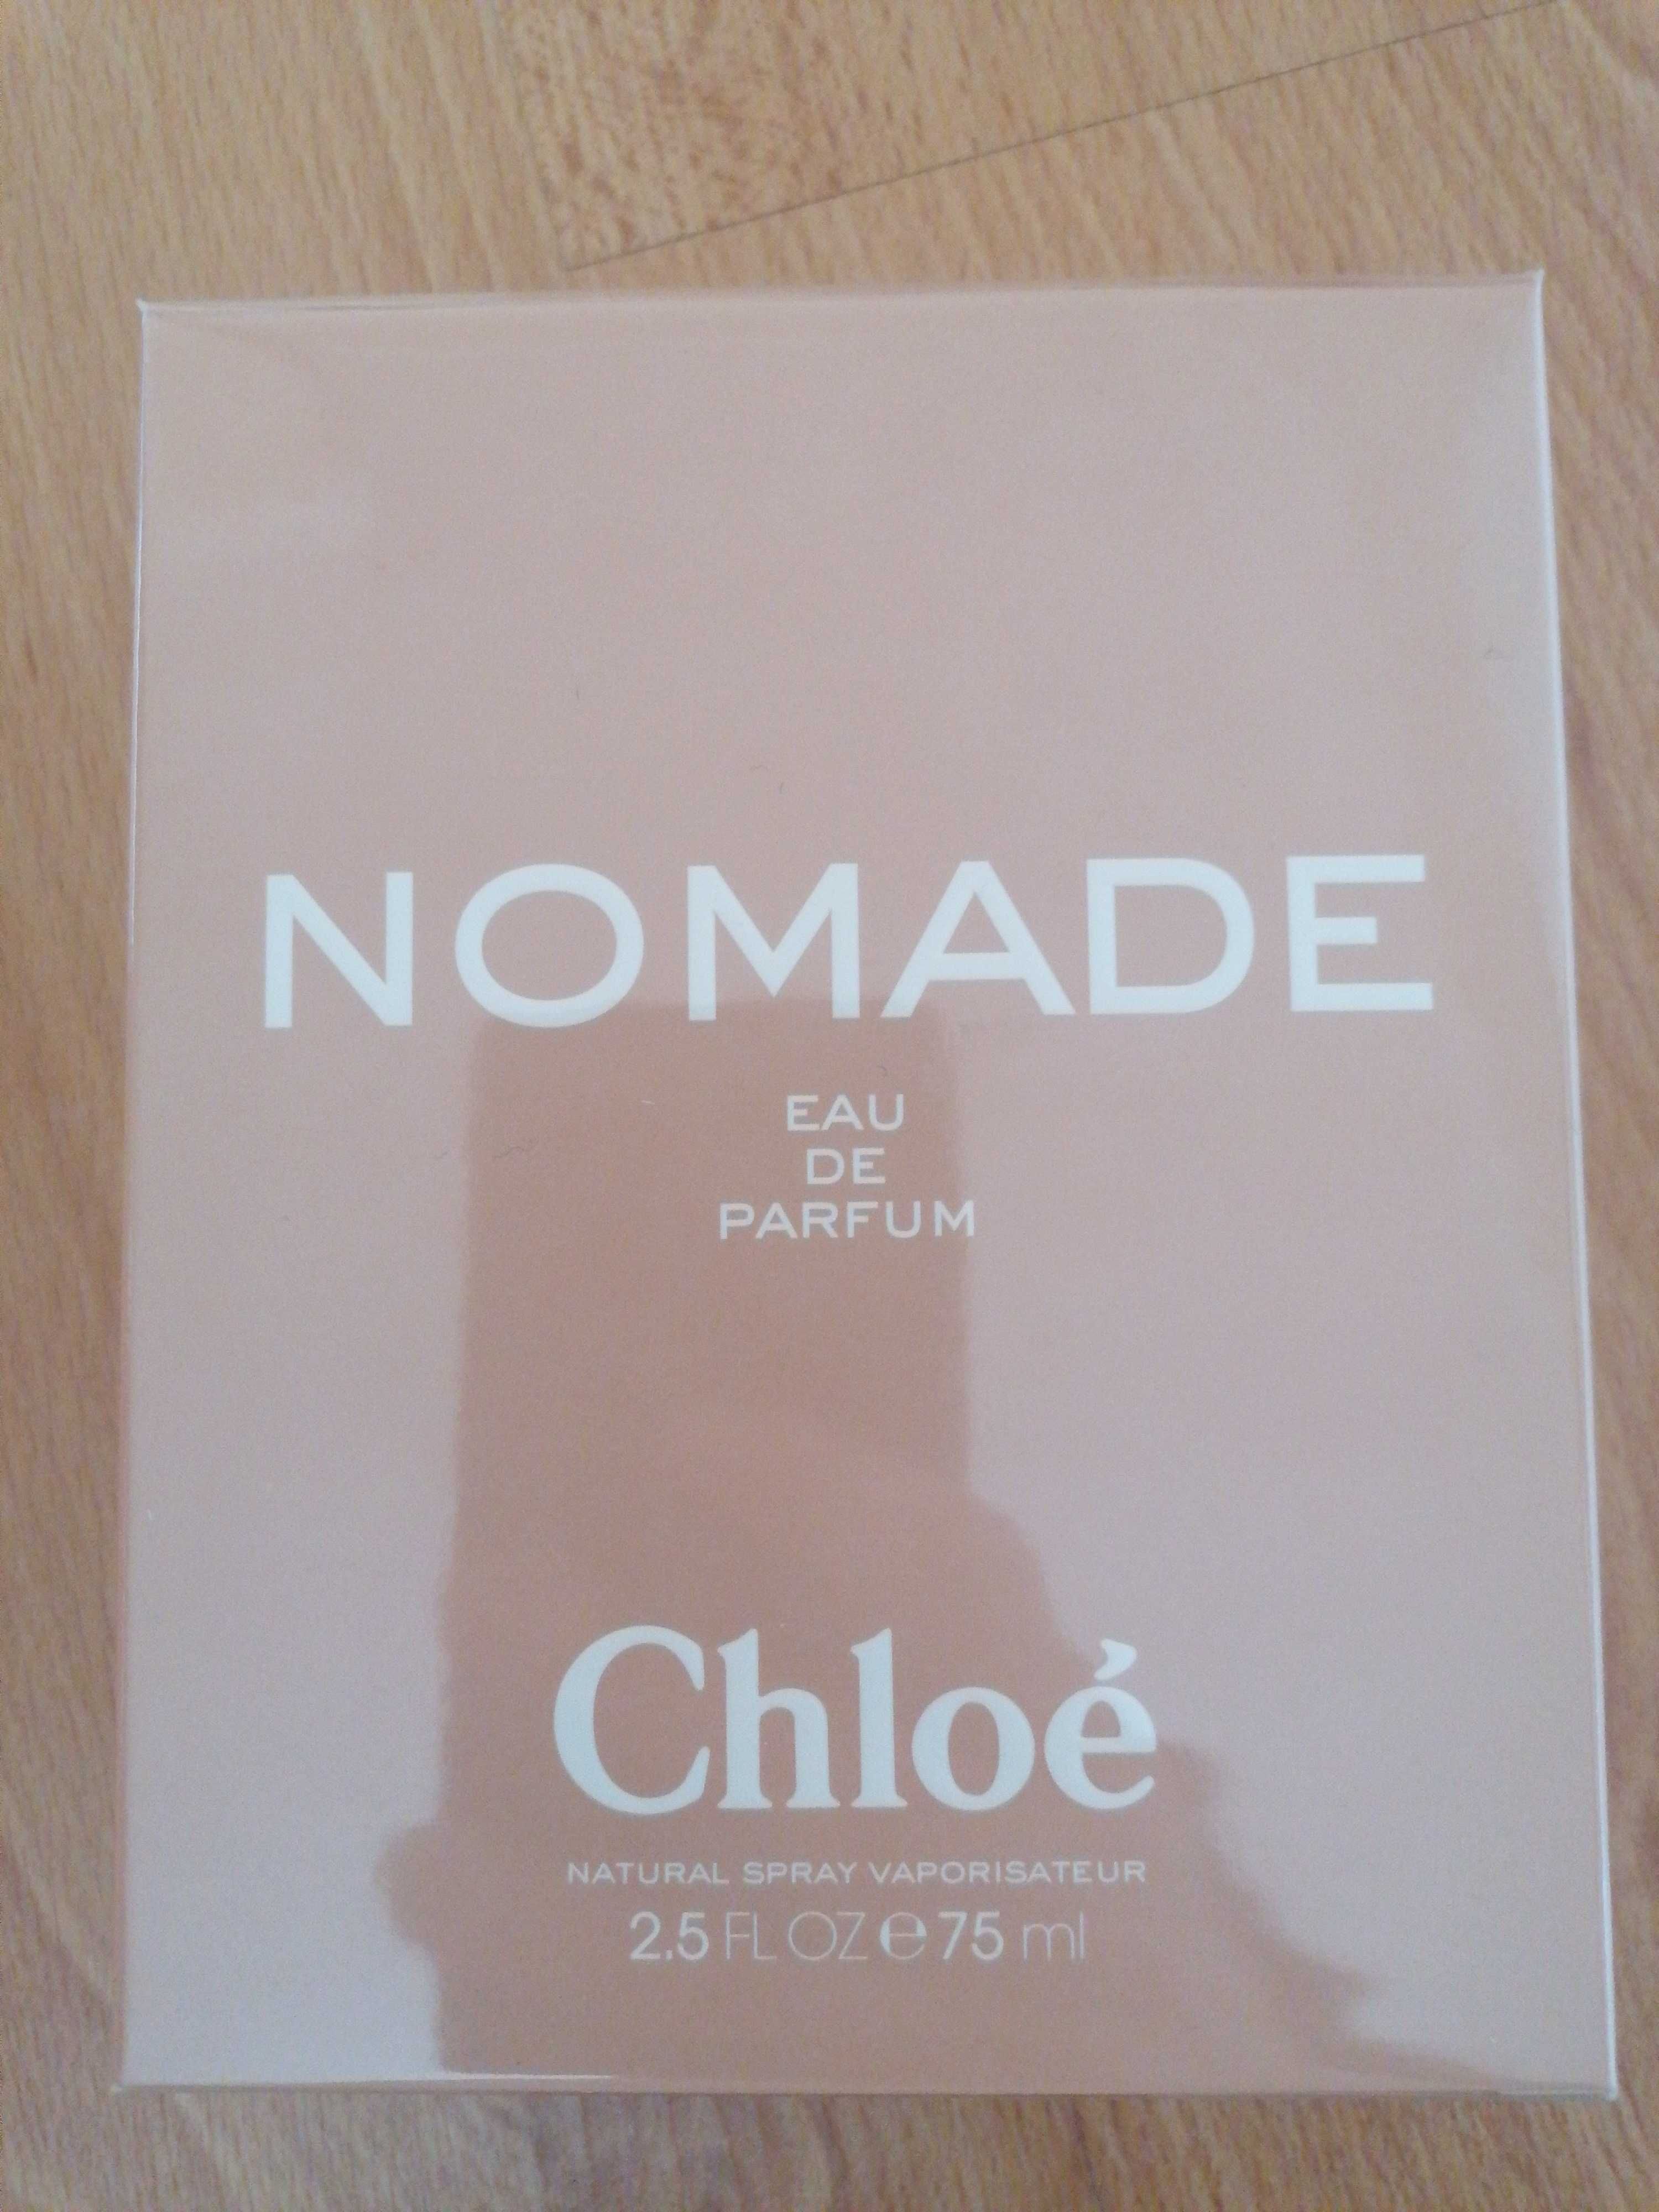 NOMADE
EAU
DE
PARFUM
Chloé
NATURAL SPRAY VAPORISATEUR
2.5 FL OZ ℮ 75 ml